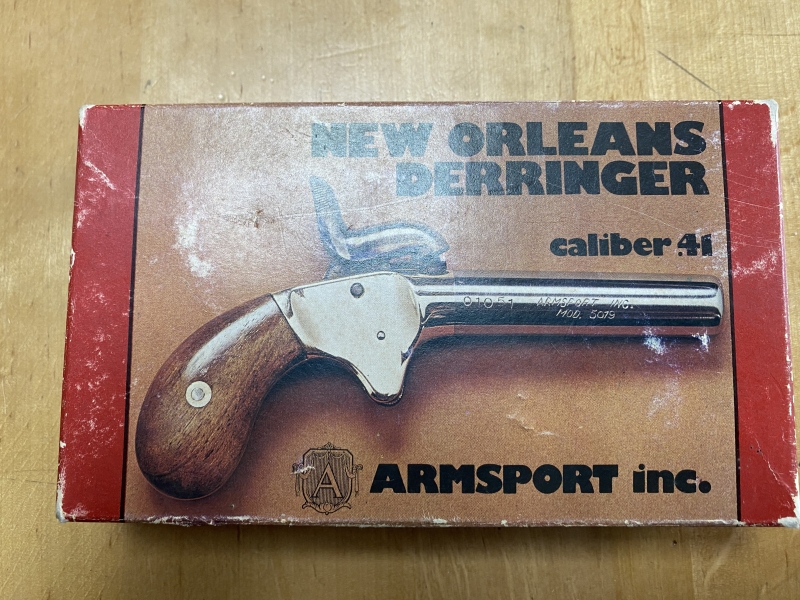 NEW ORLEANS
DERRINGER
caliber .41
01051 ARMSPORT INC.
MOD. 5019
A
ARMSPORT inc.